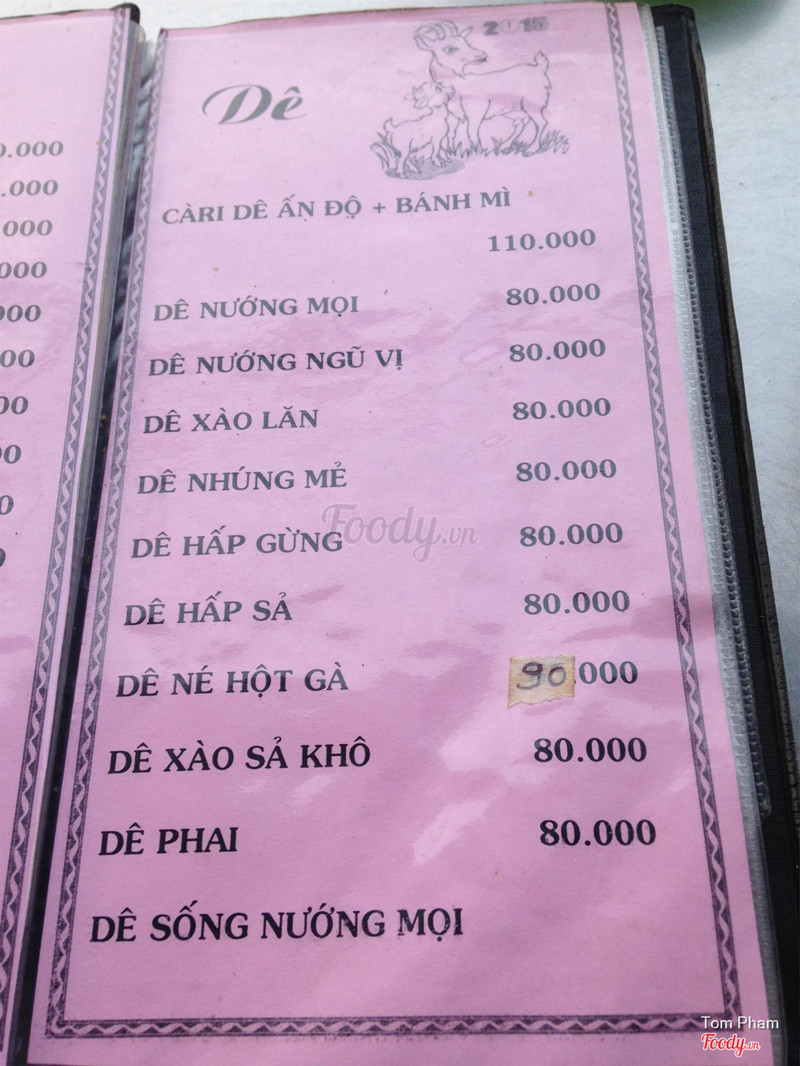 2015
Dê
CÀRI DÊ ẤN ĐỘ + BÁNH MÌ
110.000
DÊ NƯỚNG MỌI 80.000
DÊ NƯỚNG NGŨ VỊ 80.000
DÊ XÀO LĂN 80.000
DÊ NHÚNG MẺ 80.000
DÊ HẤP GỪNG 80.000
DÊ HẤP SẢ 80.000
DÊ NÉ HỘT GÀ 90.000
DÊ XÀO SẢ KHÔ 80.000
DÊ PHAI 80.000
DÊ SỐNG NƯỚNG MỌI
Foody.vn
Tom Pham
Foody.vn